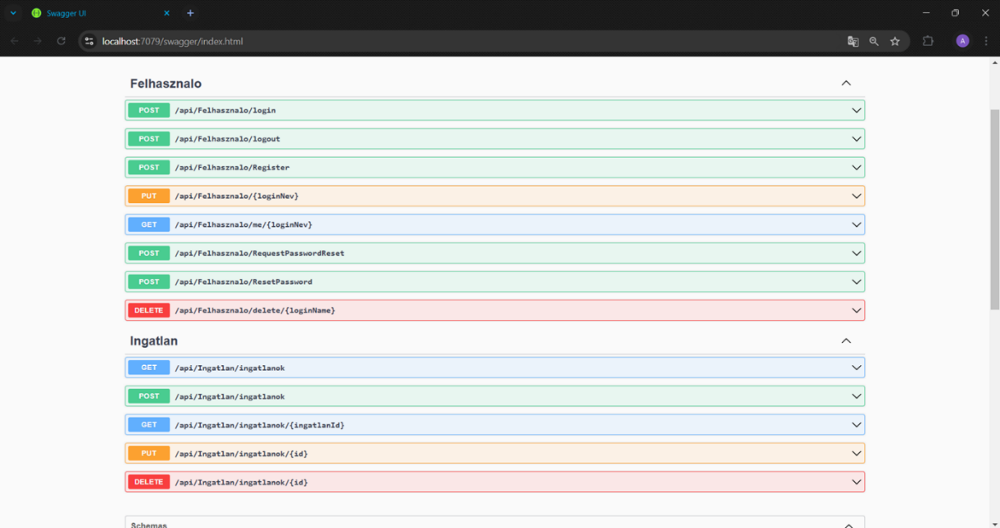 Swagger UI
localhost:7079/swagger/index.html
A
Felhasznalo
POST /api/Felhasznalo/login
POST /api/Felhasznalo/logout
POST /api/Felhasznalo/Register
PUT /api/Felhasznalo/{loginNev}
GET /api/Felhasznalo/me/{loginNev}
POST /api/Felhasznalo/RequestPasswordReset
POST /api/Felhasznalo/ResetPassword
DELETE /api/Felhasznalo/delete/{loginName}
Ingatlan
GET /api/Ingatlan/ingatlanok
POST /api/Ingatlan/ingatlanok
GET /api/Ingatlan/ingatlanok/{ingatlanId}
PUT /api/Ingatlan/ingatlanok/{id}
DELETE /api/Ingatlan/ingatlanok/{id}
Schemas